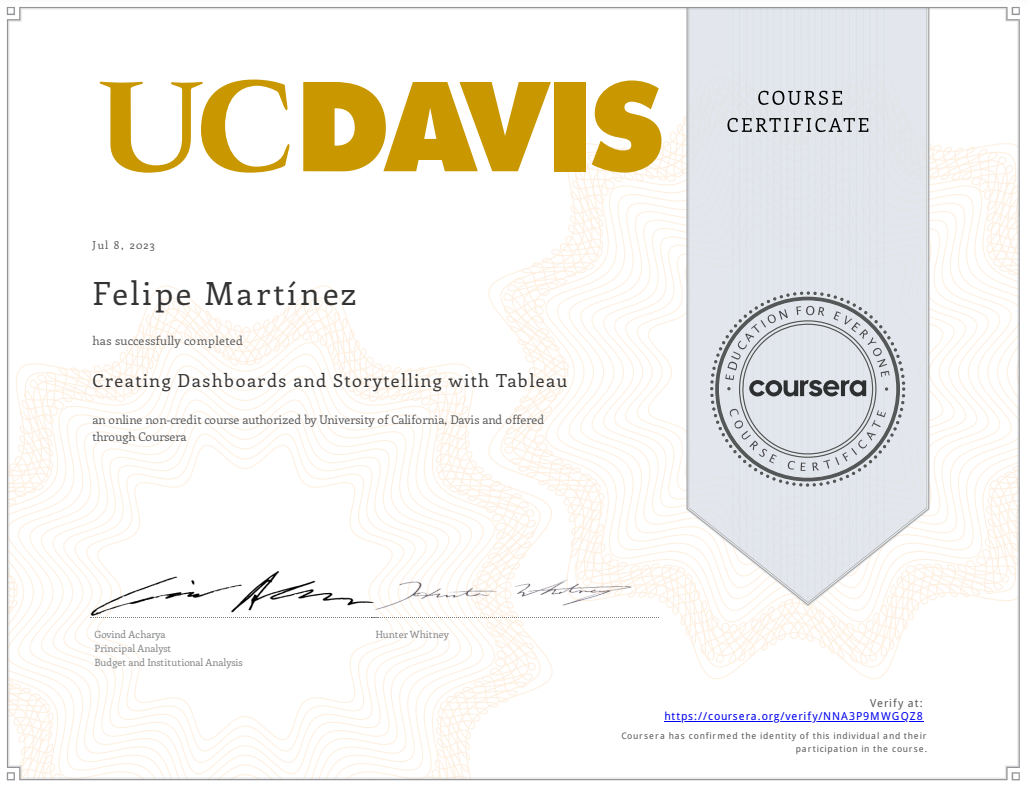 UCDAVIS
COURSE
CERTIFICATE
Jul 8, 2023
Felipe Martínez
has successfully completed
Creating Dashboards and Storytelling with Tableau
an online non-credit course authorized by University of California, Davis and offered
through Coursera
EDUCATION FOR EVERYONE
coursera
COURSE CERTIFICATE
Govind Acharya
Principal Analyst
Budget and Institutional Analysis
Hunter Whitney
Verify at:
https://coursera.org/verify/NNA3P9MWGQZ8
Coursera has confirmed the identity of this individual and their
participation in the course.